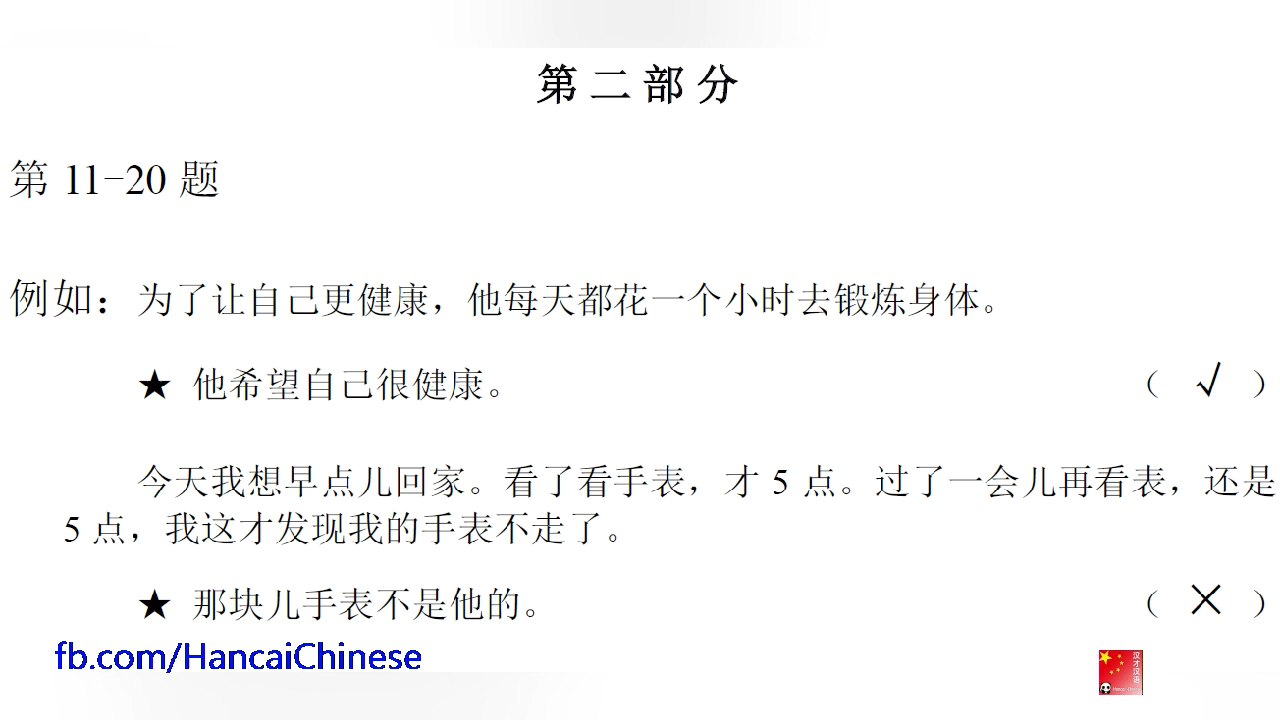 第二部分
第 11-20 题
例如：为了让自己更健康，他每天都花一个小时去锻炼身体。
★ 他希望自己很健康。 （ √ ）
今天我想早点儿回家。看了看手表，才 5 点。过了一会儿再看表，还是
5 点，我这才发现我的手表不走了。
★ 那块儿手表不是他的。 （ × ）
fb.com/HancaiChinese
汉才汉语